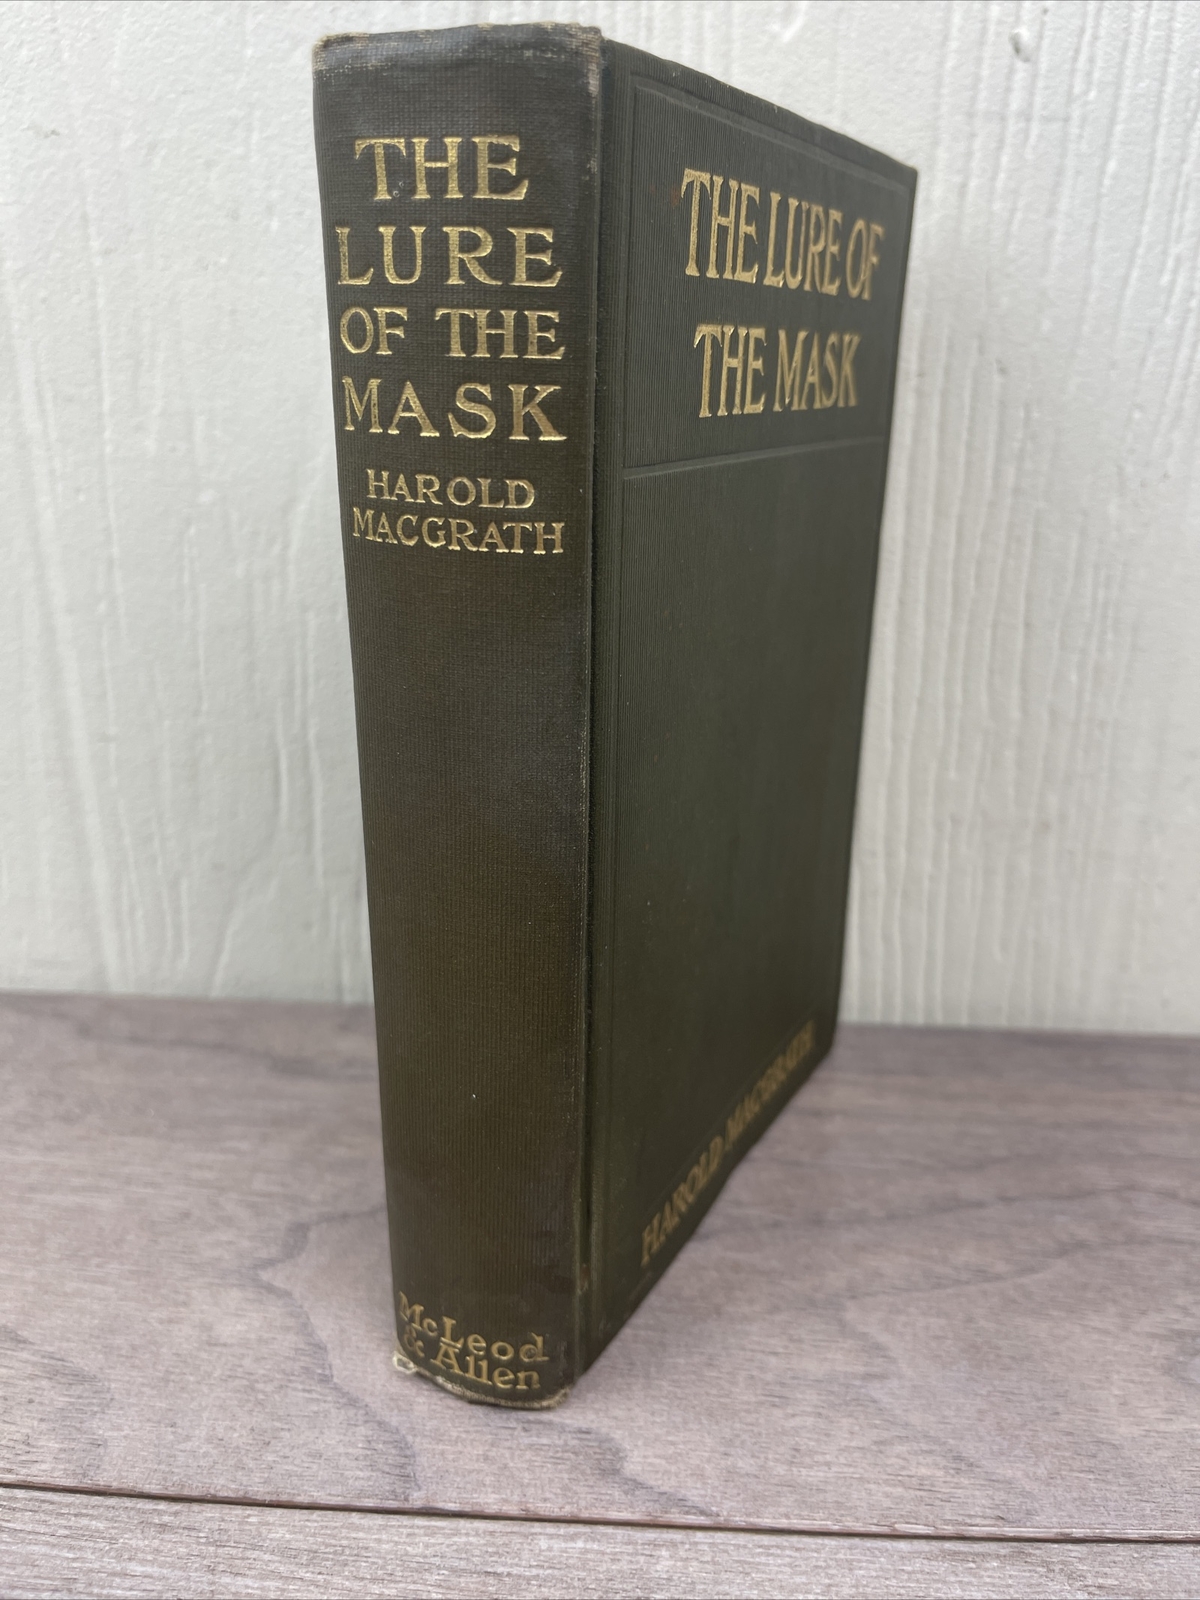 THE
LURE
OF THE
MASK
HAROLD
MACGRATH
McLeod
& Allen
THE LURE OF
THE MASK
HAROLD MACGRATH